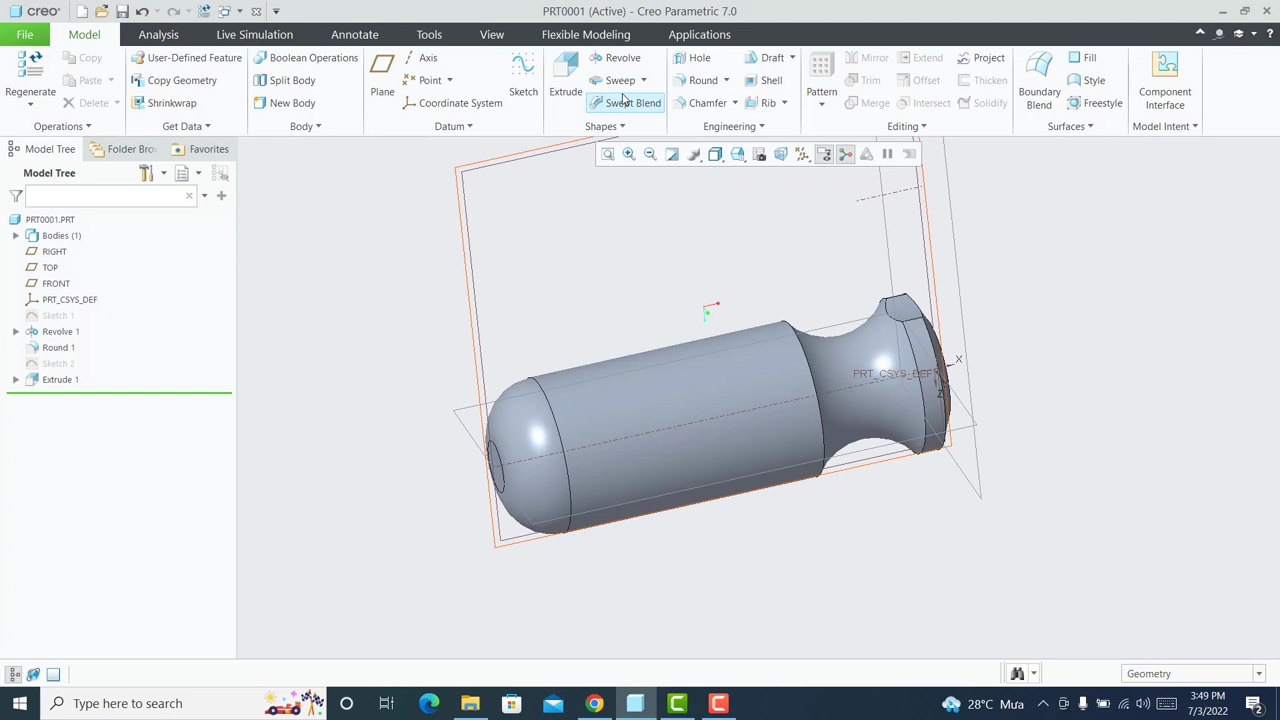 creo
PRT0001 (Active) - Creo Parametric 7.0
File Model Analysis Live Simulation Annotate Tools View Flexible Modeling Applications
Copy User-Defined Feature Boolean Operations Axis Revolve Hole Draft Mirror Extend Project Fill
Paste Copy Geometry Split Body Point Sweep Round Shell Trim Offset Thicken Style
Regenerate Plane Sketch Extrude Pattern Boundary Blend Component Interface
Delete Shrinkwrap New Body Coordinate System Swept Blend Chamfer Rib Merge Intersect Solidify Freestyle
Operations Get Data Body Datum Shapes Engineering Editing Surfaces Model Intent
Model Tree Folder Brov Favorites
Model Tree
PRT0001.PRT
Bodies (1)
RIGHT
TOP
FRONT
PRT_CSYS_DEF
Sketch 1
Revolve 1
Round 1
Sketch 2
Extrude 1
X
PRT_CSYS_DEF
Z
Geometry
Type here to search
28°C Mưa
3:49 PM
7/3/2022
2